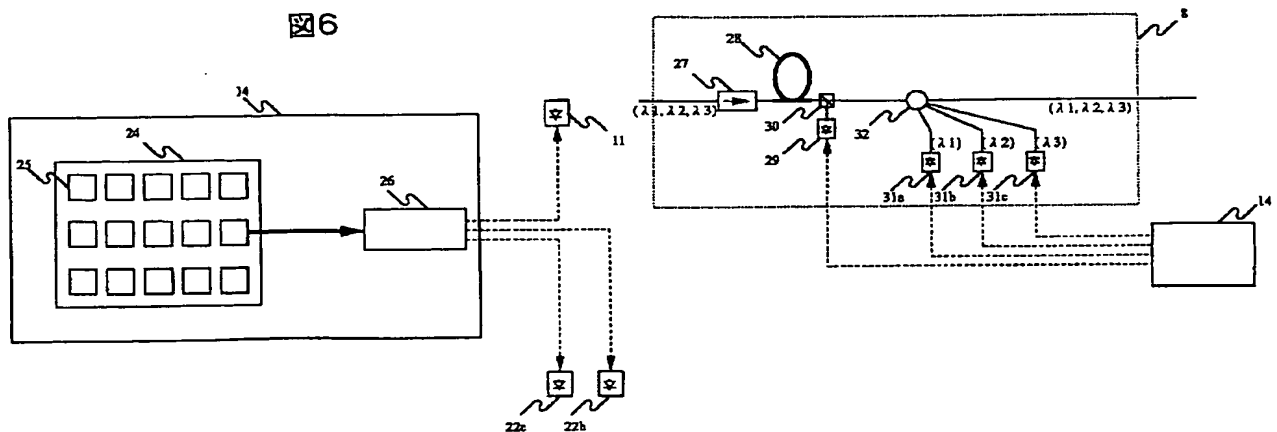 図6
14
24
25
26
11
22c
22b
8
28
27
(λ1, λ2, λ3)
(λ1, λ2, λ3)
30
32
29
(λ1)
(λ2)
(λ3)
31a
31b
31c
14